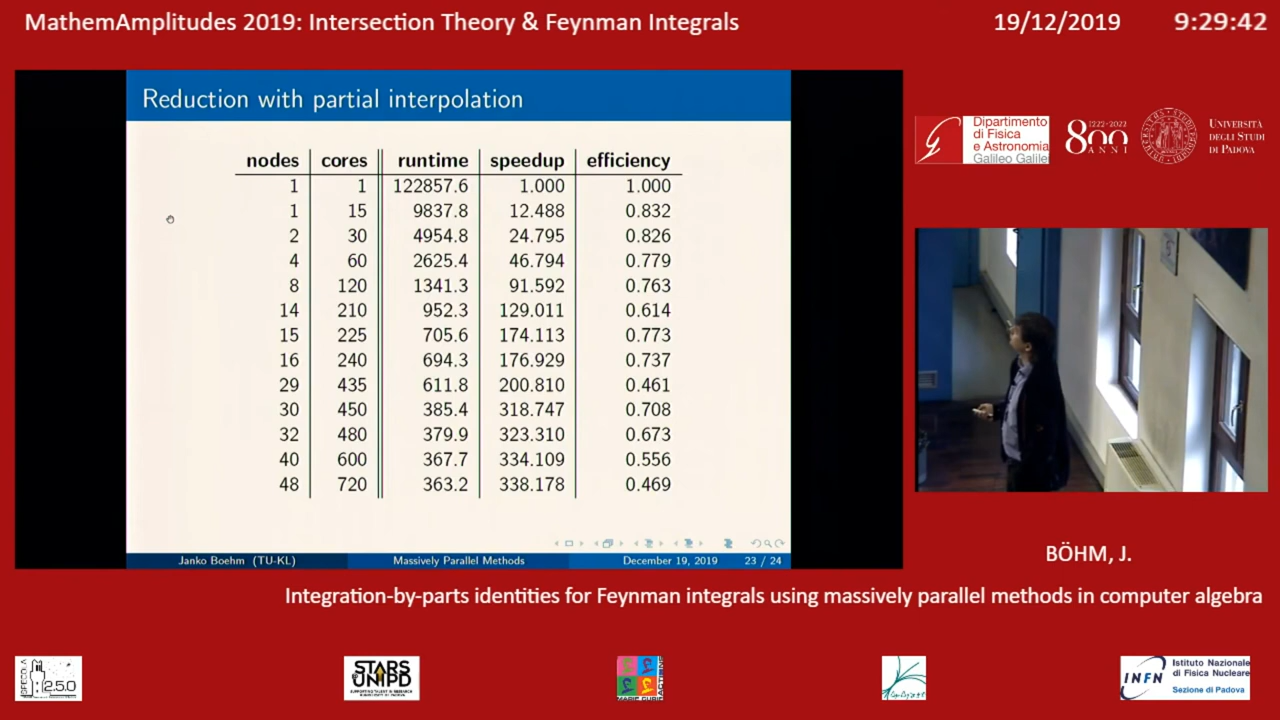 MathemAmplitudes 2019: Intersection Theory & Feynman Integrals
19/12/2019
9:29:42
Reduction with partial interpolation
nodes cores runtime speedup efficiency
1 1 122857.6 1.000 1.000
1 15 9837.8 12.488 0.832
2 30 4954.8 24.795 0.826
4 60 2625.4 46.794 0.779
8 120 1341.3 91.592 0.763
14 210 952.3 129.011 0.614
15 225 705.6 174.113 0.773
16 240 694.3 176.929 0.737
29 435 611.8 200.810 0.461
30 450 385.4 318.747 0.708
32 480 379.9 323.310 0.673
40 600 367.7 334.109 0.556
48 720 363.2 338.178 0.469
Janko Boehm (TU-KL) Massively Parallel Methods December 19, 2019 23 / 24
Dipartimento
di Fisica
e Astronomia
Galileo Galile
1222-2022
800
ANNI
UNIVERSITÀ
DEGLI STUDI
DI PADOVA
BÖHM, J.
Integration-by-parts identities for Feynman integrals using massively parallel methods in computer algebra
SPECOLA
250
STARS
UNIPD
INFN
Istituto Nazionale
di Fisica Nucleare
Sezione di Padova